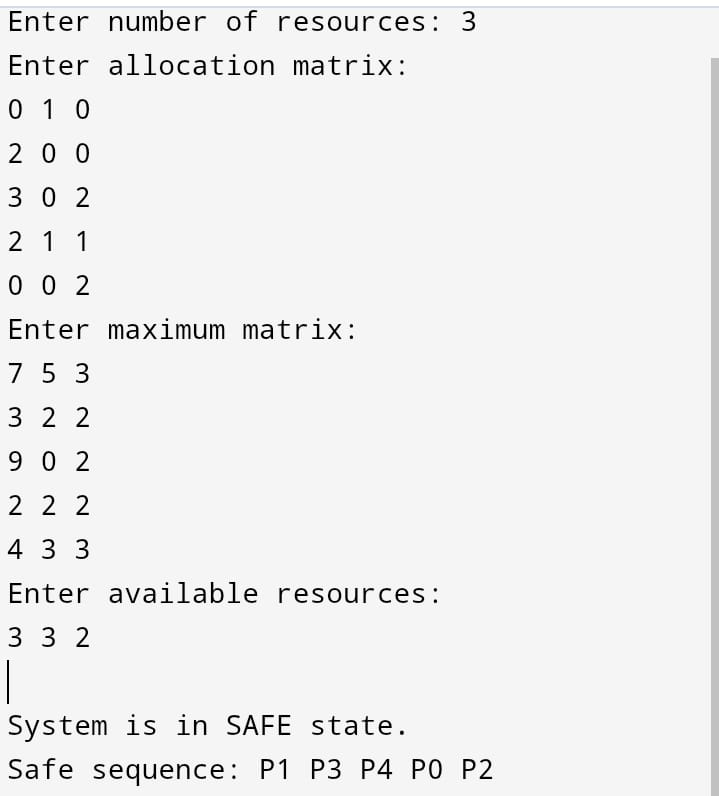 Enter number of resources: 3
Enter allocation matrix:
0 1 0
2 0 0
3 0 2
2 1 1
0 0 2
Enter maximum matrix:
7 5 3
3 2 2
9 0 2
2 2 2
4 3 3
Enter available resources:
3 3 2
System is in SAFE state.
Safe sequence: P1 P3 P4 P0 P2